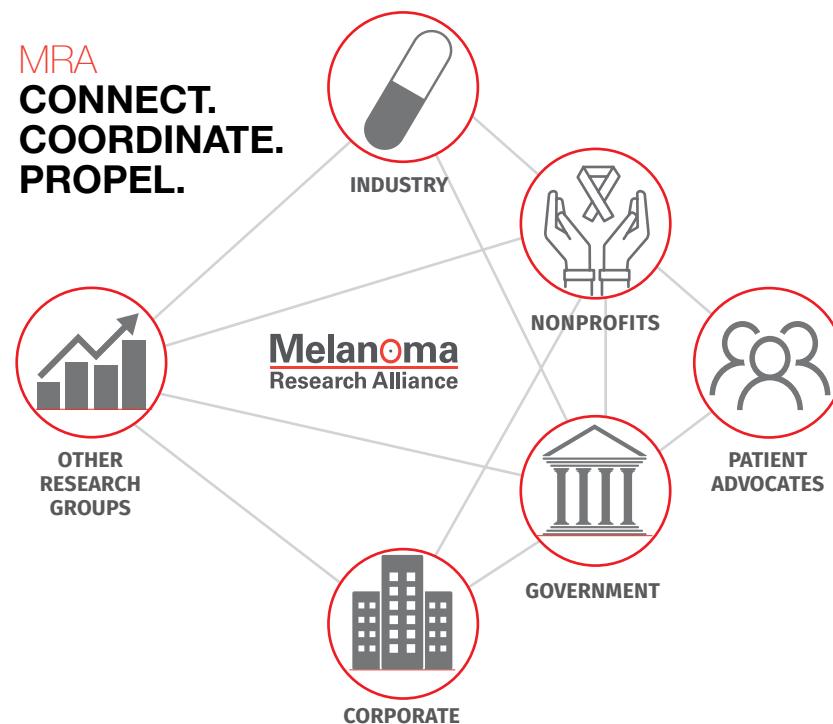 MRA
CONNECT.
COORDINATE.
PROPEL.
INDUSTRY
NONPROFITS
Melanoma
Research Alliance
OTHER
RESEARCH
GROUPS
PATIENT
ADVOCATES
GOVERNMENT
CORPORATE